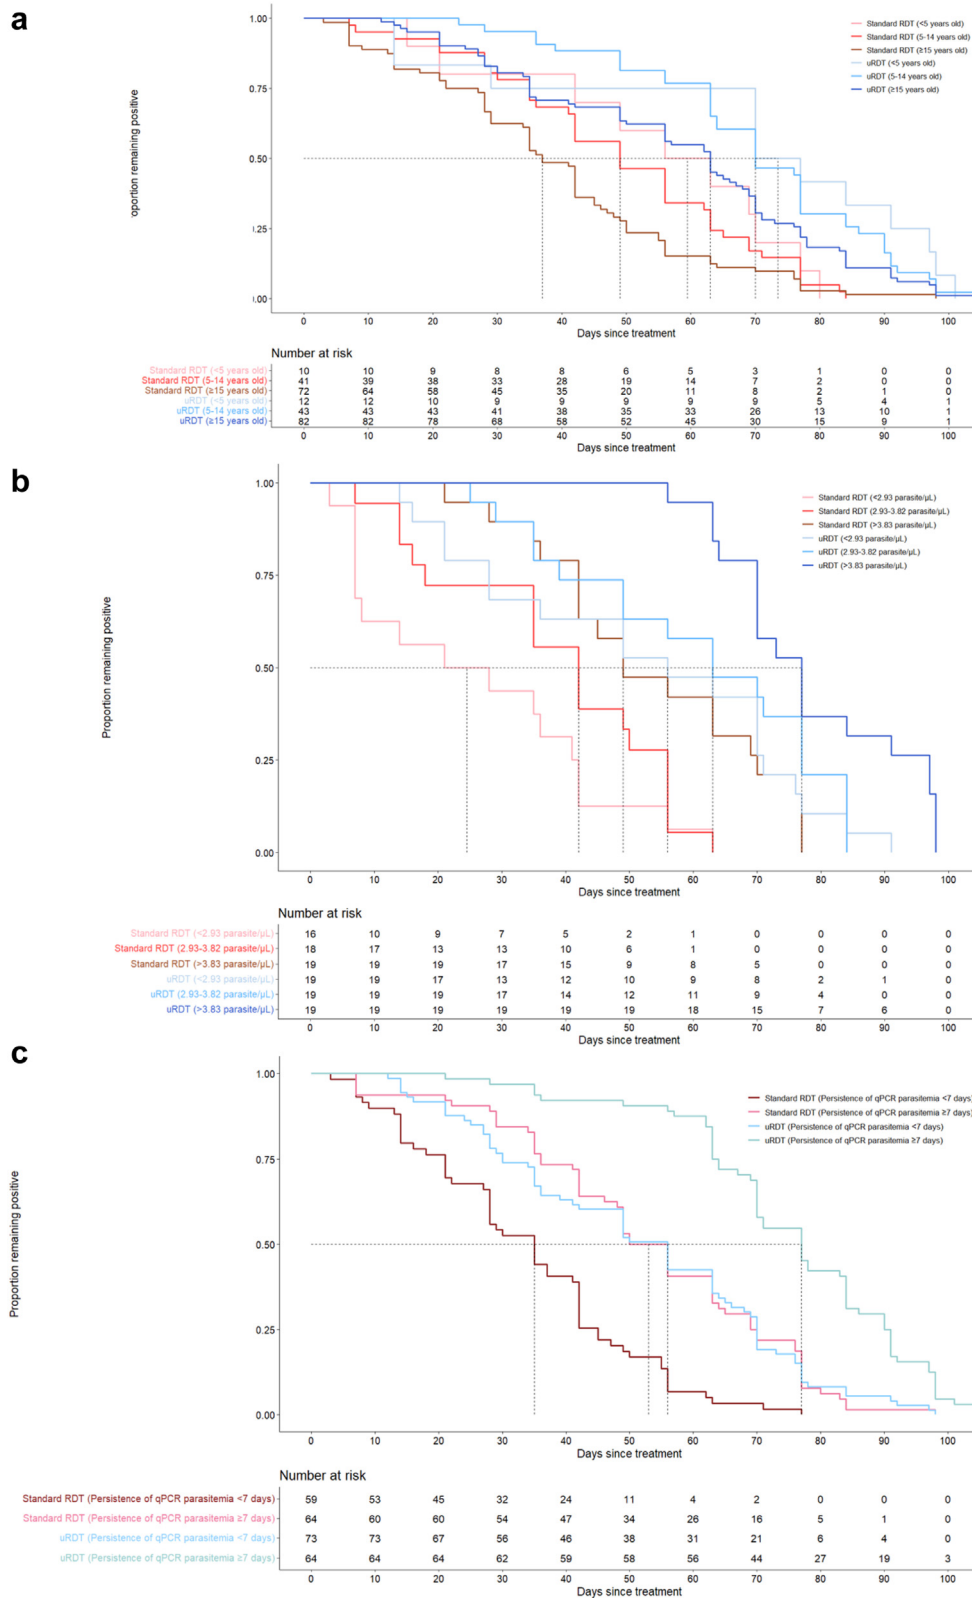 a
1.00
0.75
0.50
0.25
.00
oportion remaining positive
Standard RDT (<5 years old)
Standard RDT (5-14 years old)
Standard RDT (≥15 years old)
uRDT (<5 years old)
uRDT (5-14 years old)
uRDT (≥15 years old)
0 10 20 30 40 50 60 70 80 90 100
Days since treatment
Number at risk
Standard RDT (<5 years old) 10 10 9 8 8 6 5 3 1 0 0
Standard RDT (5-14 years old) 41 39 38 33 28 19 14 7 2 0 0
Standard RDT (≥15 years old) 72 64 58 45 35 20 11 8 2 1 0
uRDT (<5 years old) 12 12 10 9 9 9 9 9 5 4 1
uRDT (5-14 years old) 43 43 43 41 38 35 33 26 13 10 1
uRDT (≥15 years old) 82 82 78 68 58 52 45 30 15 9 1
0 10 20 30 40 50 60 70 80 90 100
Days since treatment
b
1.00
0.75
0.50
0.25
0.00
Proportion remaining positive
Standard RDT (<2.93 parasite/µL)
Standard RDT (2.93-3.82 parasite/µL)
Standard RDT (>3.83 parasite/µL)
uRDT (<2.93 parasite/µL)
uRDT (2.93-3.82 parasite/µL)
uRDT (>3.83 parasite/µL)
0 10 20 30 40 50 60 70 80 90 100
Days since treatment
Number at risk
Standard RDT (<2.93 parasite/µL) 16 10 9 7 5 2 1 0 0 0 0
Standard RDT (2.93-3.82 parasite/µL) 18 17 13 13 10 6 1 0 0 0 0
Standard RDT (>3.83 parasite/µL) 19 19 19 17 15 9 8 5 0 0 0
uRDT (<2.93 parasite/µL) 19 19 17 13 12 10 9 8 2 1 0
uRDT (2.93-3.82 parasite/µL) 19 19 19 17 14 12 11 9 4 0 0
uRDT (>3.83 parasite/µL) 19 19 19 19 19 19 18 15 7 6 0
0 10 20 30 40 50 60 70 80 90 100
Days since treatment
c
1.00
0.75
0.50
0.25
0.00
Proportion remaining positive
Standard RDT (Persistence of qPCR parasitemia <7 days)
Standard RDT (Persistence of qPCR parasitemia ≥7 days)
uRDT (Persistence of qPCR parasitemia <7 days)
uRDT (Persistence of qPCR parasitemia ≥7 days)
0 10 20 30 40 50 60 70 80 90 100
Days since treatment
Number at risk
Standard RDT (Persistence of qPCR parasitemia <7 days) 59 53 45 32 24 11 4 2 0 0 0
Standard RDT (Persistence of qPCR parasitemia ≥7 days) 64 60 60 54 47 34 26 16 5 1 0
uRDT (Persistence of qPCR parasitemia <7 days) 73 73 67 56 46 38 31 21 6 4 0
uRDT (Persistence of qPCR parasitemia ≥7 days) 64 64 64 62 59 58 56 44 27 19 3
0 10 20 30 40 50 60 70 80 90 100
Days since treatment